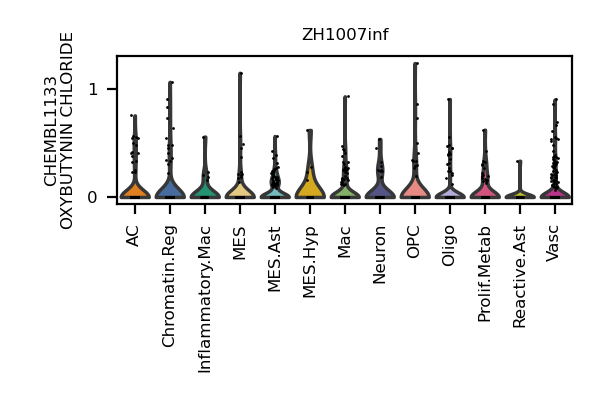 ZH1007inf
CHEMBL1133
OXYBUTYNIN CHLORIDE
1
0
AC
Chromatin.Reg
Inflammatory.Mac
MES
MES.Ast
MES.Hyp
Mac
Neuron
OPC
Oligo
Prolif.Metab
Reactive.Ast
Vasc